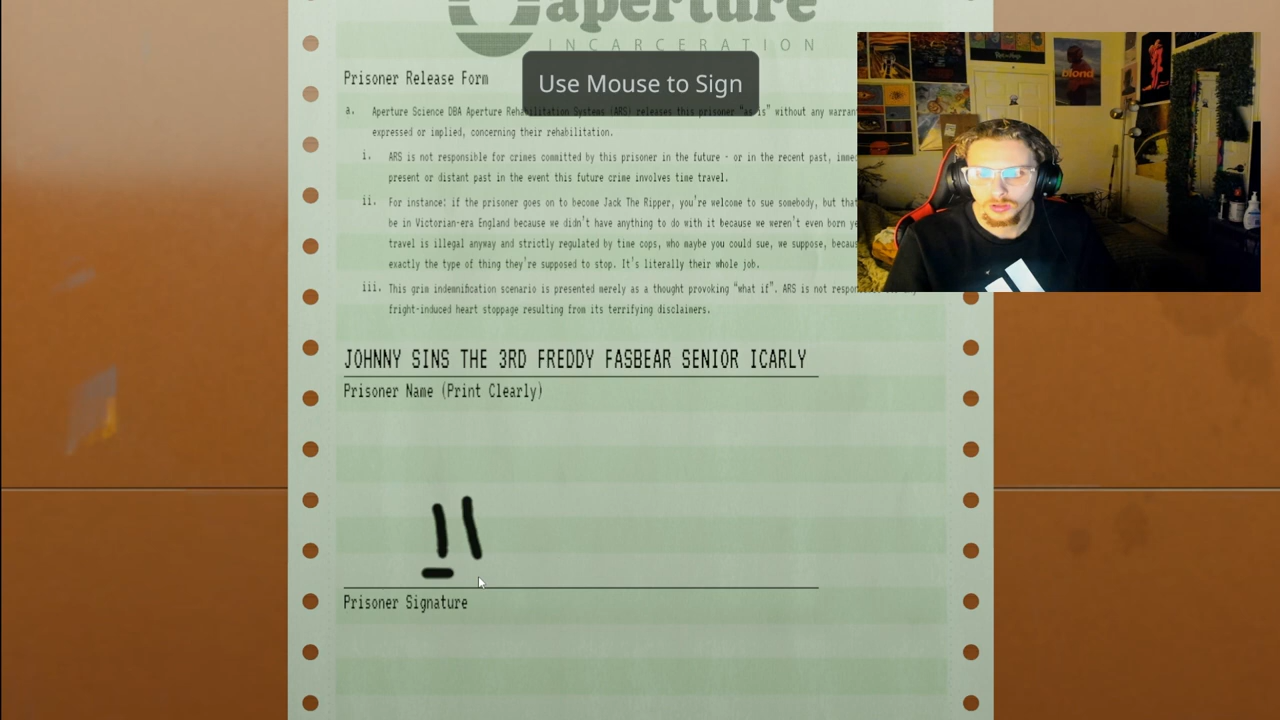 aperture
INCARCERATION
Use Mouse to Sign
Prisoner Release Form
a. Aperture Science DBA Aperture Rehabilitation Systems (ARS) releases this prisoner "as is" without any
expressed or implied, concerning their rehabilitation.
i. ARS is not responsible for crimes committed by this prisoner in the future - or in the recent past,
present or distant past in the event this future crime involves time travel.
ii. For instance: if the prisoner goes on to become Jack The Ripper, you're welcome to sue somebody, but
be in Victorian-era England because we didn't have anything to do with it because we weren't even born
travel is illegal anyway and strictly regulated by time cops, who maybe you could sue, we suppose,
exactly the type of thing they're supposed to stop. It's literally their whole job.
iii. This grim indemnification scenario is presented merely as a thought provoking "what if". ARS is not
fright-induced heart stoppage resulting from its terrifying disclaimers.
JOHNNY SINS THE 3RD FREDDY FASBEAR SENIOR ICARLY
Prisoner Name (Print Clearly)
Prisoner Signature
blond